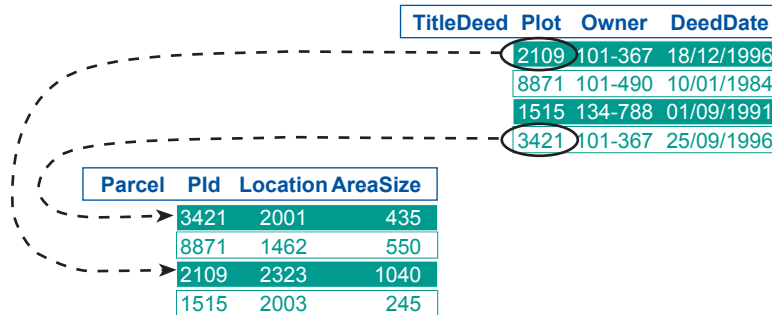 TitleDeed Plot Owner DeedDate
2109 101-367 18/12/1996
8871 101-490 10/01/1984
1515 134-788 01/09/1991
3421 101-367 25/09/1996
Parcel PId Location AreaSize
3421 2001 435
8871 1462 550
2109 2323 1040
1515 2003 245